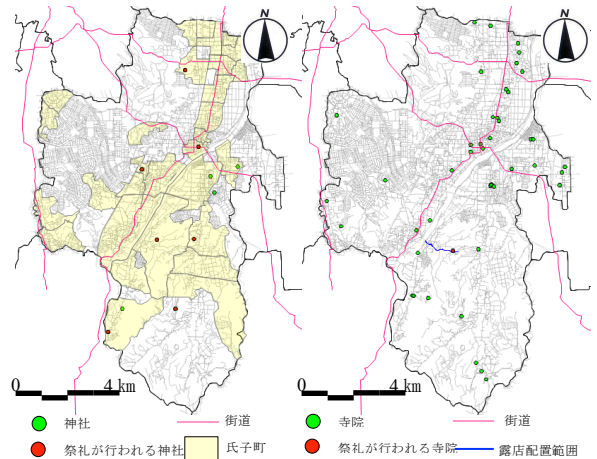 N
0 4 km
神社
街道
祭礼が行われる神社
氏子町
N
0 4 km
寺院
街道
祭礼が行われる寺院
露店配置範囲